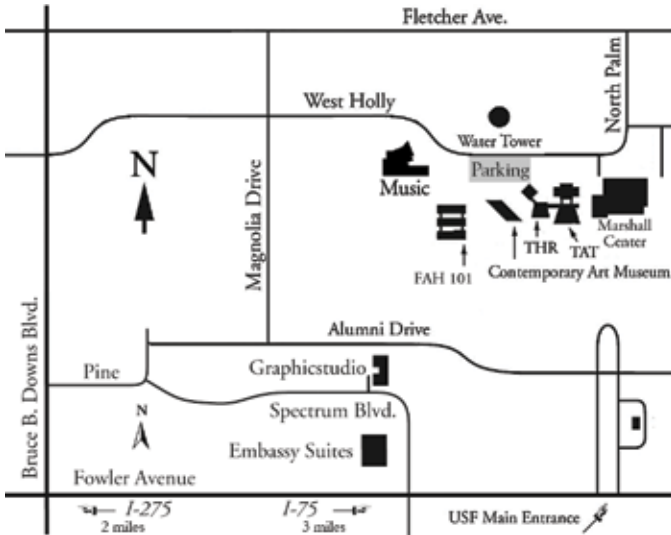 Fletcher Ave.
North Palm
West Holly
Water Tower
N
Parking
Music
Magnolia Drive
Marshall
Center
THR
TAT
FAH 101
Contemporary Art Museum
Bruce B. Downs Blvd.
Alumni Drive
Pine
Graphicstudio
N
Spectrum Blvd.
Embassy Suites
Fowler Avenue
I-275
2 miles
I-75
3 miles
USF Main Entrance